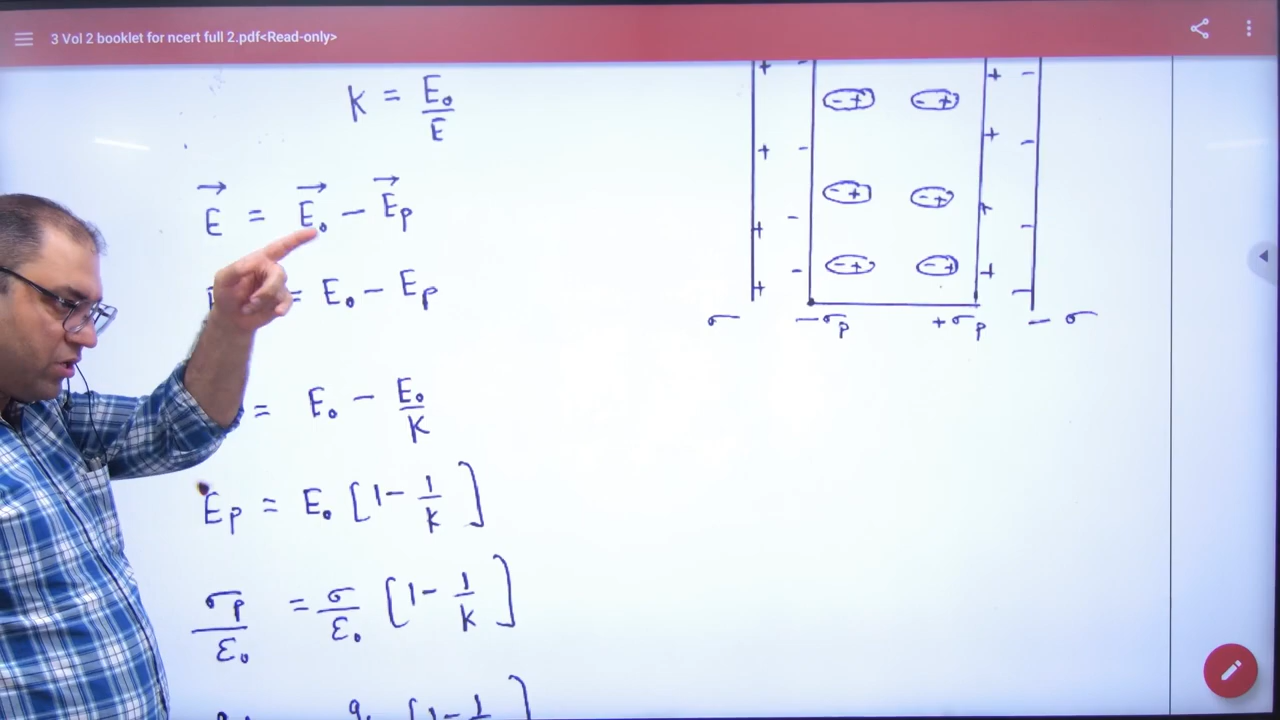 3 Vol 2 booklet for ncert full 2.pdf<Read-only>
K = E₀/E
E⃗ = E⃗₀ − E⃗p
= E₀ − Ep
= E₀ − E₀/K
Ep = E₀ [1 − 1/K]
σp/ε₀ = σ/ε₀ [1 − 1/K]
+ − + −
− + − +
+ − + −
− + − +
+ − + −
− + − +
+ − + −
σ −σp +σp − σ